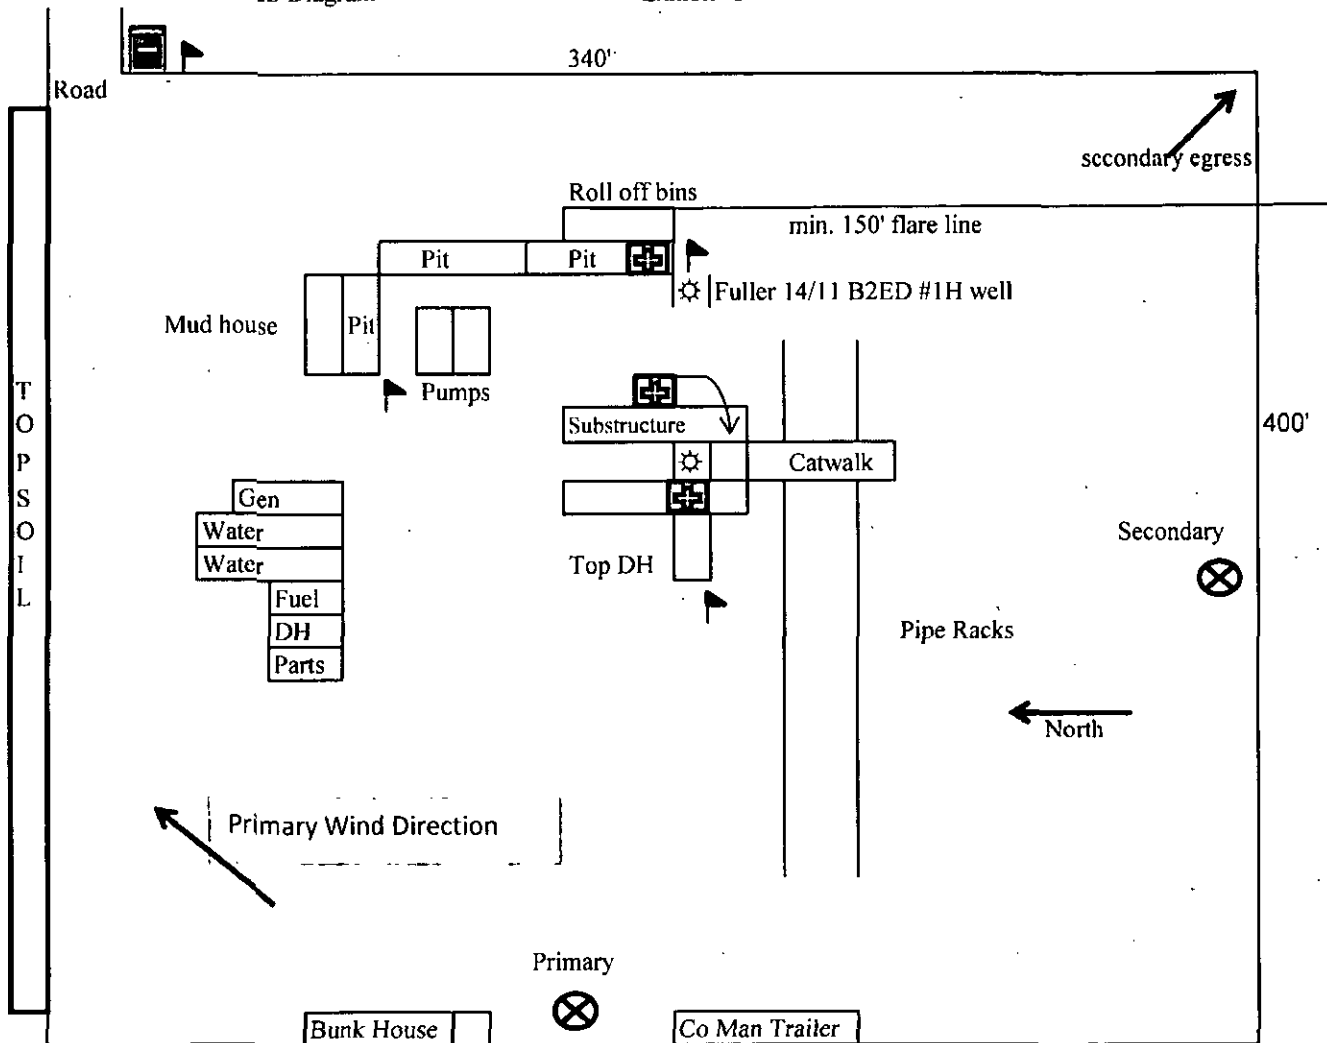 340'
Road
secondary egress
Roll off bins
min. 150' flare line
Pit
Pit
Fuller 14/11 B2ED #1H well
Mud house
Pit
Pumps
TOPSOIL
Substructure
400'
Catwalk
Gen
Water
Secondary
Water
Top DH
Fuel
DH
Pipe Racks
Parts
North
Primary Wind Direction
Primary
Bunk House
Co Man Trailer